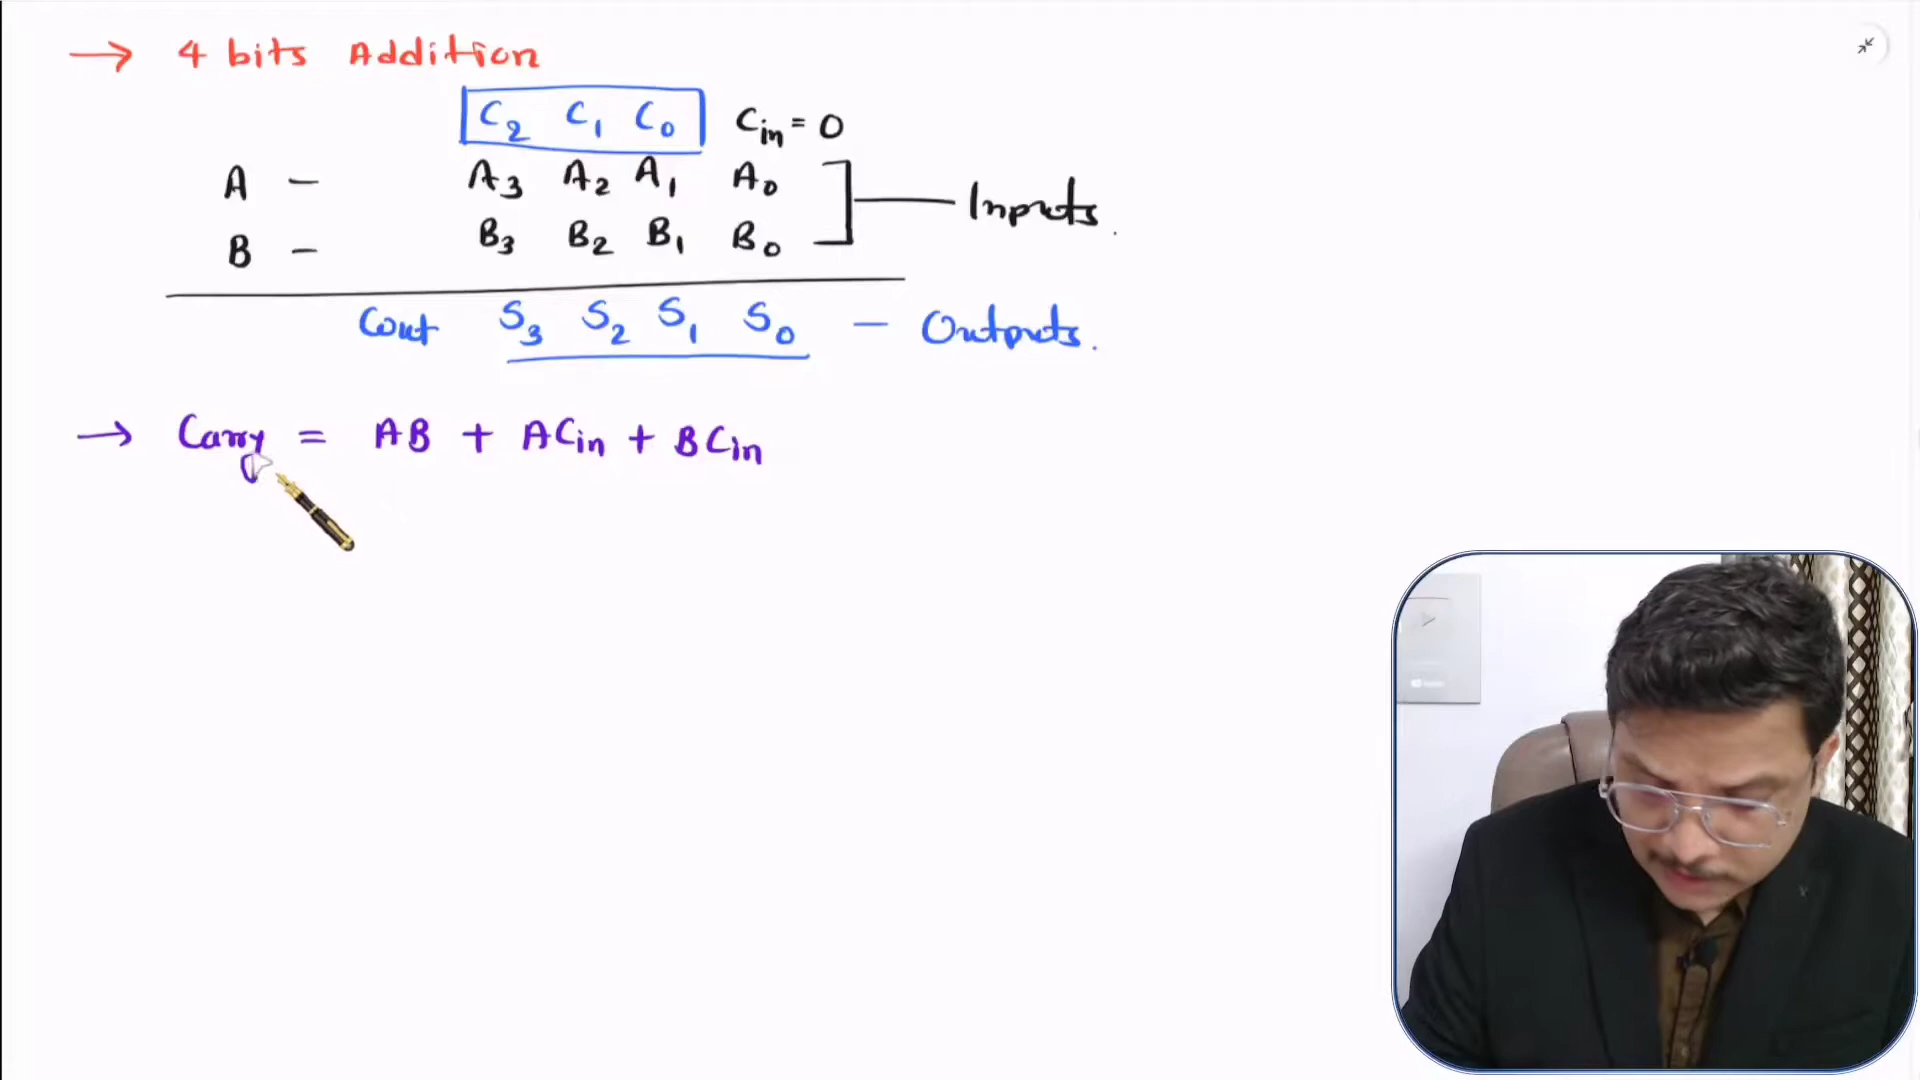 → 4 bits Addition
C₂ C₁ C₀ Cin = 0
A - A₃ A₂ A₁ A₀
B - B₃ B₂ B₁ B₀ Inputs.
Cout S₃ S₂ S₁ S₀ - Outputs.
→ Carry = AB + ACin + BCin